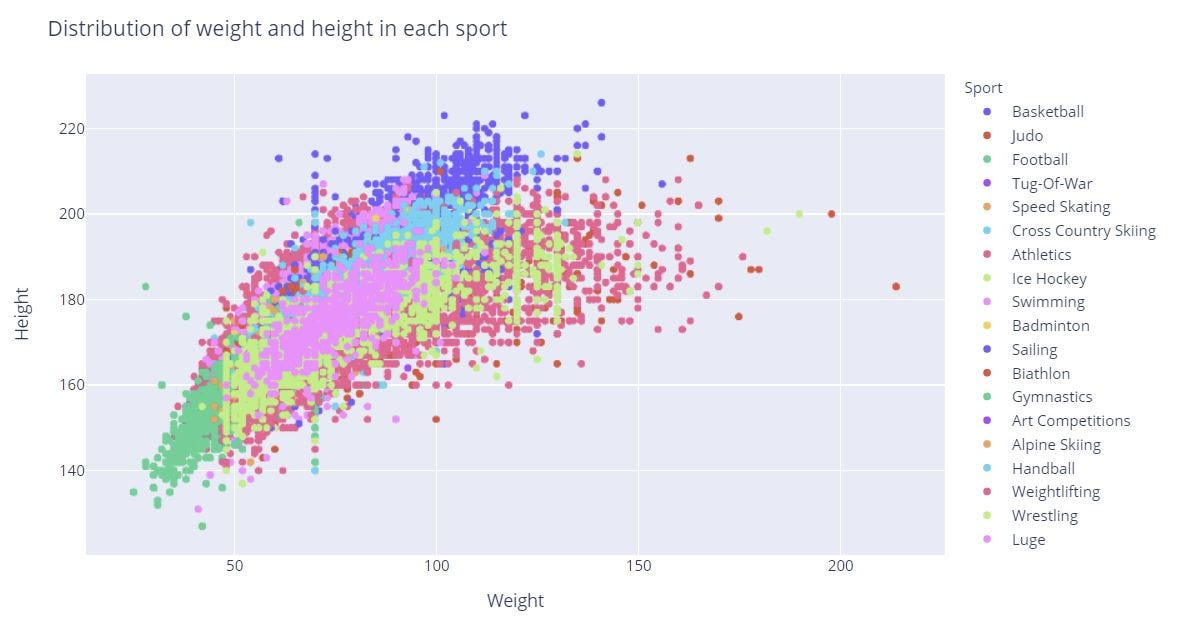 Distribution of weight and height in each sport
Height
220
200
180
160
140
50
100
150
200
Weight
Sport
Basketball
Judo
Football
Tug-Of-War
Speed Skating
Cross Country Skiing
Athletics
Ice Hockey
Swimming
Badminton
Sailing
Biathlon
Gymnastics
Art Competitions
Alpine Skiing
Handball
Weightlifting
Wrestling
Luge